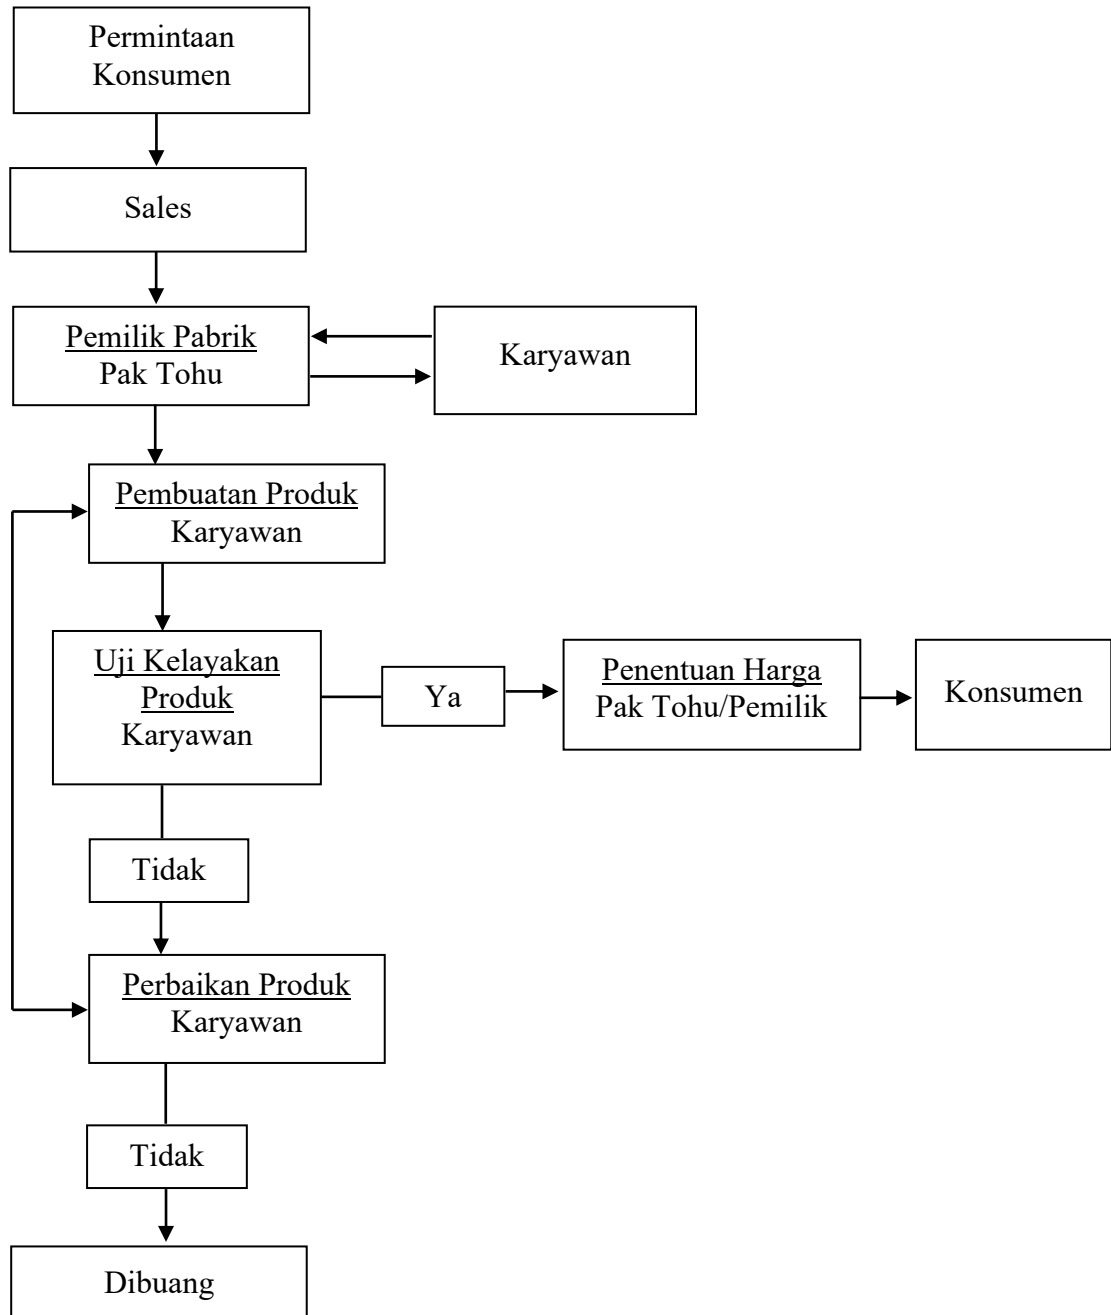 Permintaan
Konsumen
Sales
Pemilik Pabrik
Pak Tohu
Karyawan
Pembuatan Produk
Karyawan
Uji Kelayakan
Produk
Karyawan
Ya
Penentuan Harga
Pak Tohu/Pemilik
Konsumen
Tidak
Perbaikan Produk
Karyawan
Tidak
Dibuang